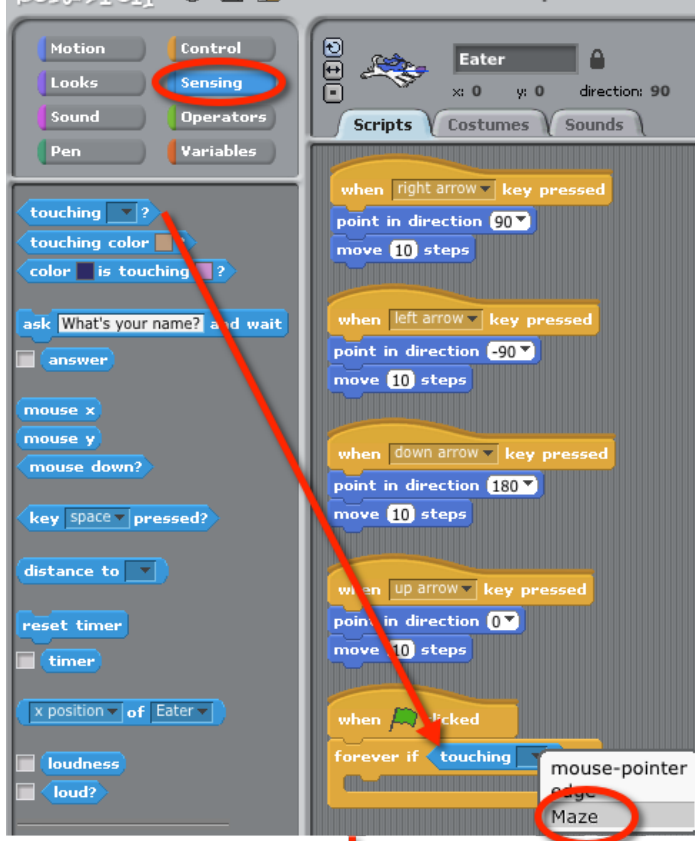 Motion Control
Looks Sensing
Sound Operators
Pen Variables
touching ?
touching color ?
color is touching ?
ask What's your name? and wait
answer
mouse x
mouse y
mouse down?
key space pressed?
distance to
reset timer
timer
x position of Eater
loudness
loud?
Eater
x: 0 y: 0 direction: 90
Scripts Costumes Sounds
when right arrow key pressed
point in direction 90
move 10 steps
when left arrow key pressed
point in direction -90
move 10 steps
when down arrow key pressed
point in direction 180
move 10 steps
when up arrow key pressed
point in direction 0
move 10 steps
when clicked
forever if touching
mouse-pointer
edge
Maze